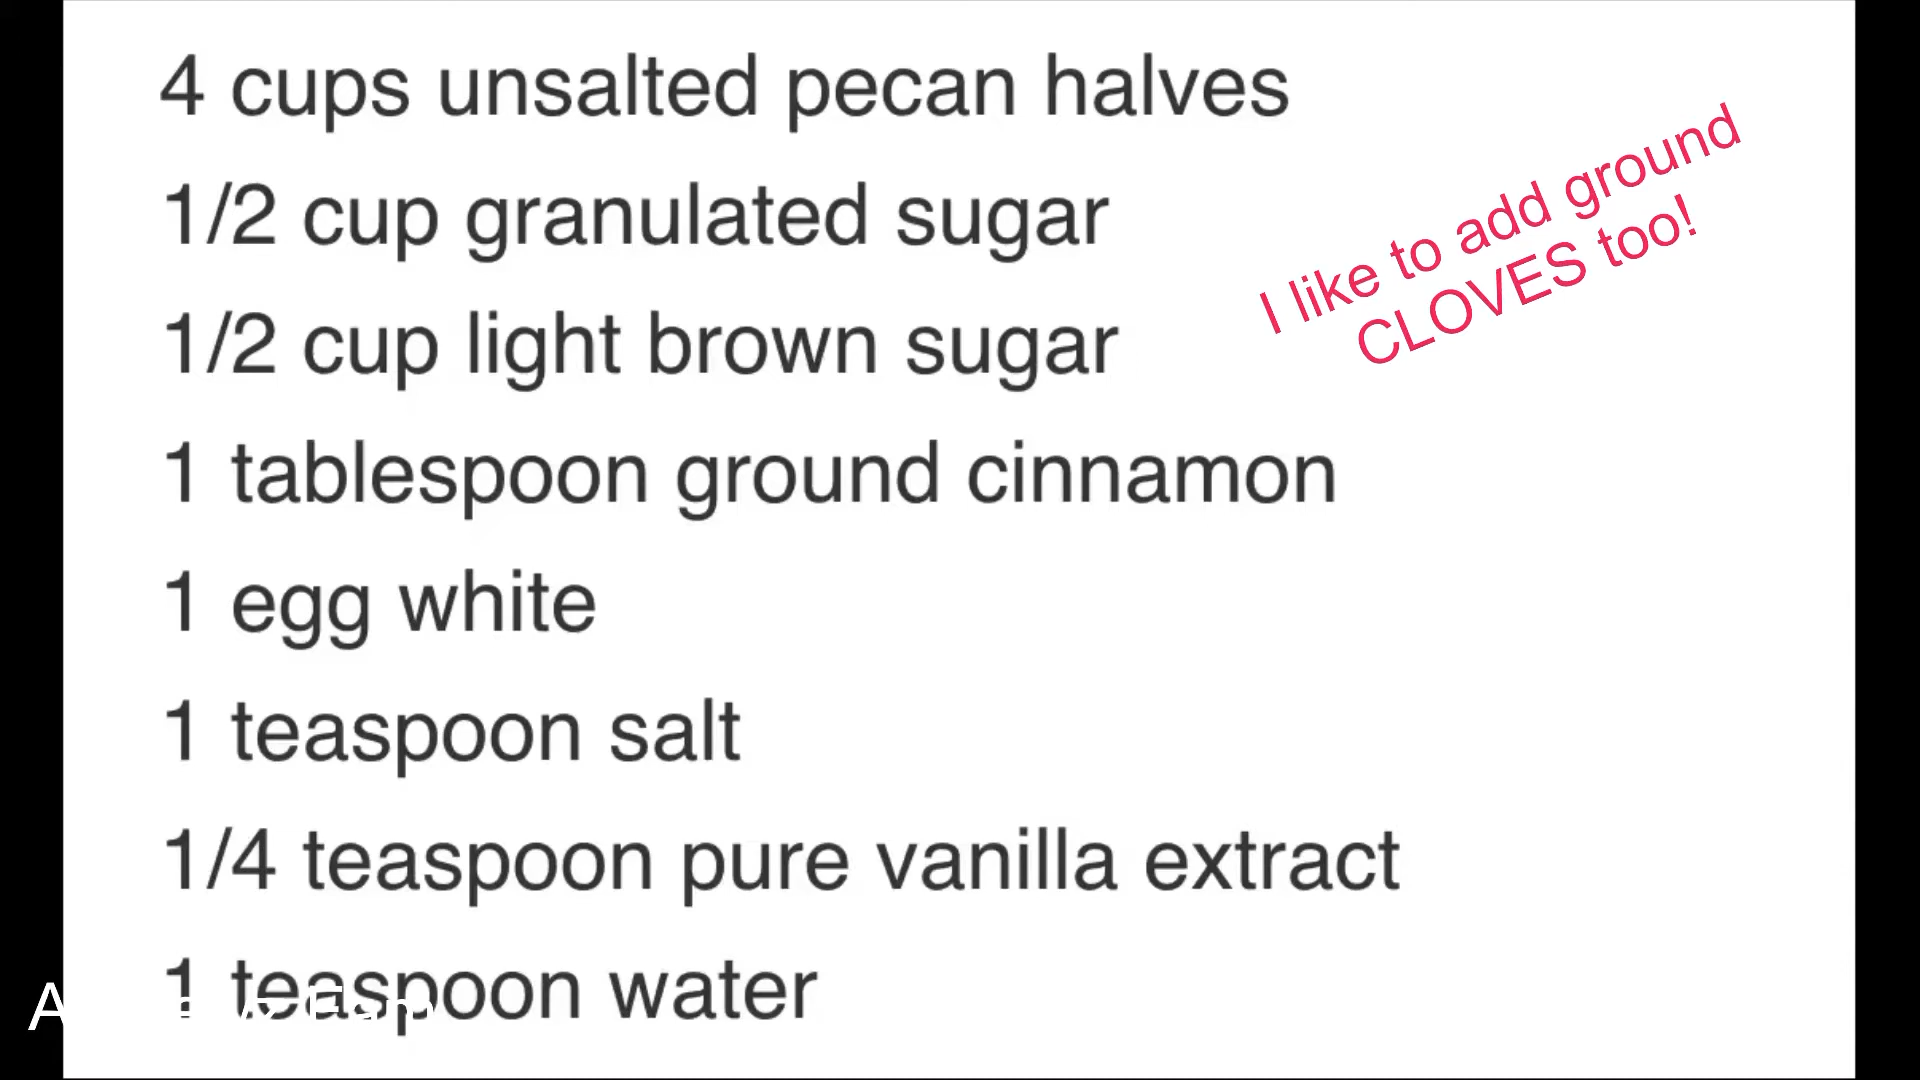 4 cups unsalted pecan halves
1/2 cup granulated sugar
1/2 cup light brown sugar
1 tablespoon ground cinnamon
1 egg white
1 teaspoon salt
1/4 teaspoon pure vanilla extract
1 teaspoon water
I like to add ground
CLOVES too!